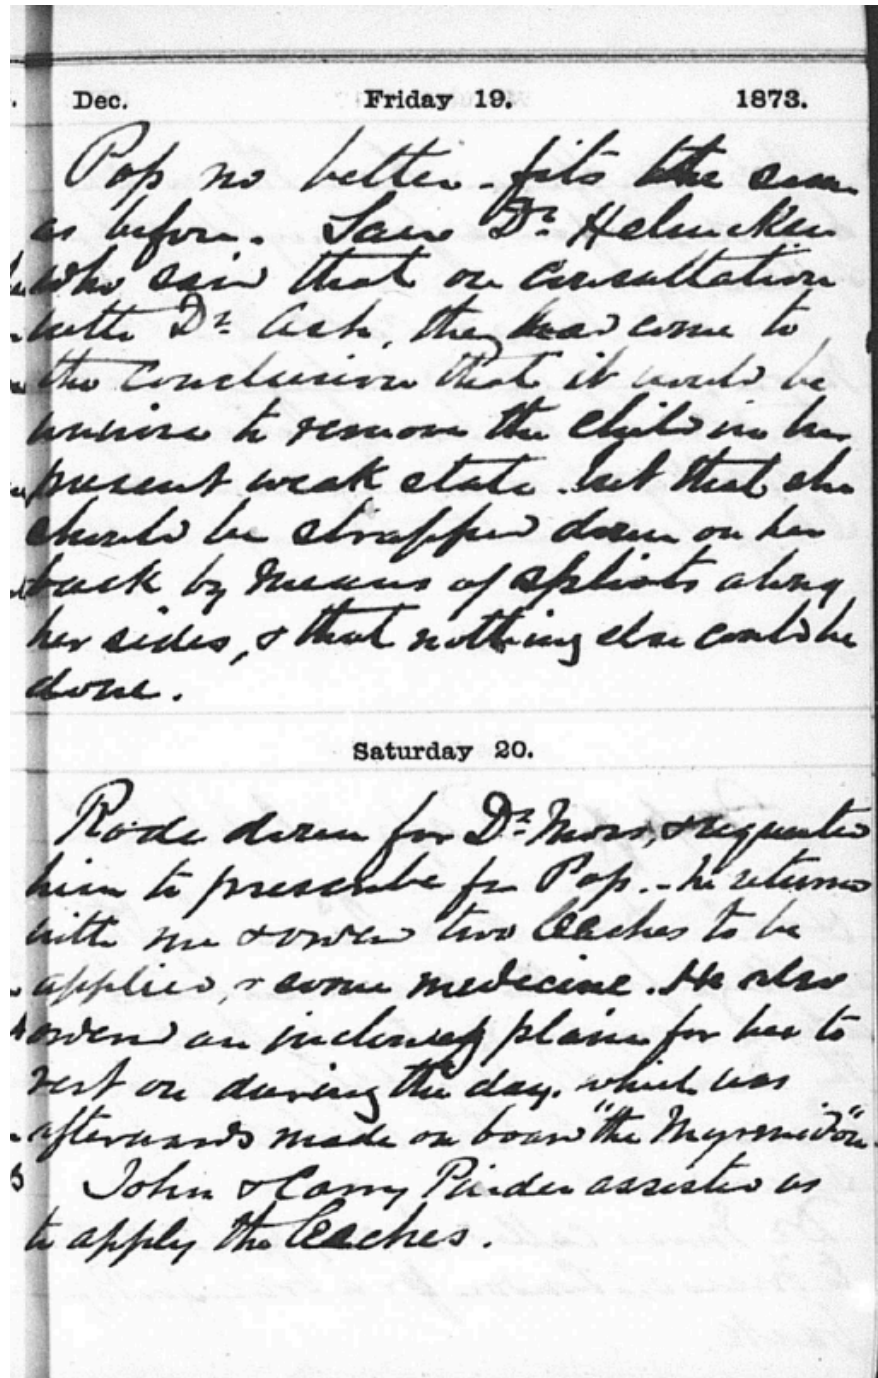 Dec. Friday 19. 1873.
Pop no better - fits the same
as before. Saw Dr. Helmcken
who said that on consultation
with Dr. Ash, they had come to
the conclusion that it would be
unwise to remove the child in her
present weak state. but that she
should be strapped down on her
back by means of splints along
her sides, & that nothing else could be
done.
Saturday 20.
Rode down for Dr. & requested
him to prescribe for Pop. - he returned
with me & ordered two leaches to be
applied, & some medicine. He also
ordered an plain for her to
rest on during the day. which was
afterwards made on board "the Myrmidon"
John & Carry Pinder assisted us
to apply the leaches.